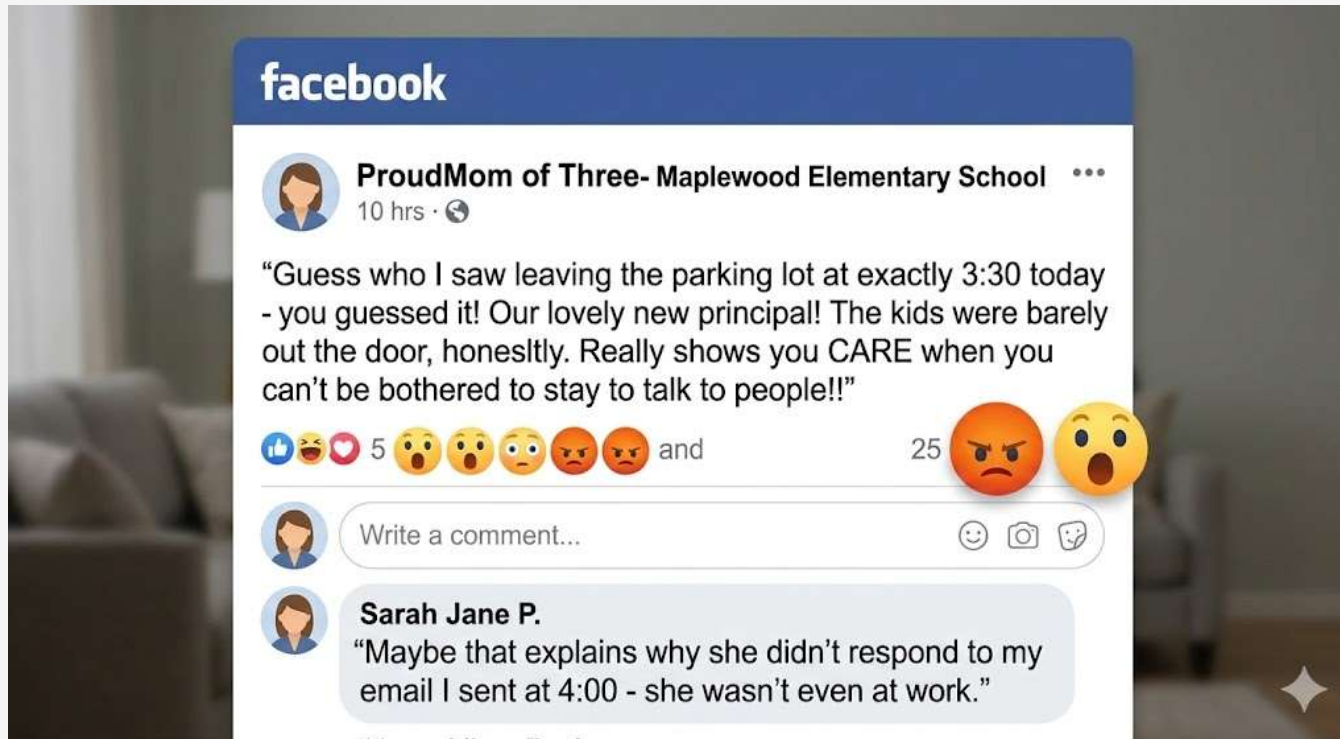 facebook
ProudMom of Three- Maplewood Elementary School
10 hrs ·
“Guess who I saw leaving the parking lot at exactly 3:30 today
- you guessed it! Our lovely new principal! The kids were barely
out the door, honesltly. Really shows you CARE when you
can’t be bothered to stay to talk to people!!”
5 and 25
Write a comment...
Sarah Jane P.
“Maybe that explains why she didn’t respond to my
email I sent at 4:00 - she wasn’t even at work.”